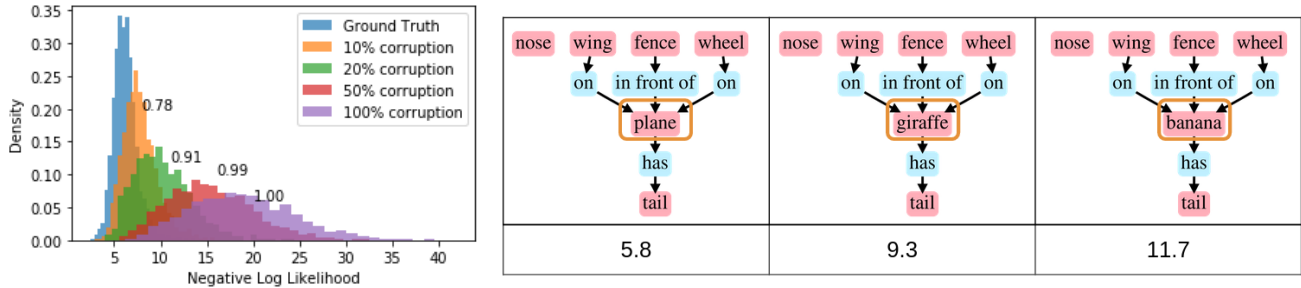 0.35
0.30
0.25
0.20
0.15
0.10
0.05
0.00
Density
5 10 15 20 25 30 35 40
Negative Log Likelihood
Ground Truth
10% corruption
20% corruption
50% corruption
100% corruption
0.78
0.91
0.99
1.00
nose wing fence wheel
on in front of on
plane
has
tail
5.8
nose wing fence wheel
on in front of on
giraffe
has
tail
9.3
nose wing fence wheel
on in front of on
banana
has
tail
11.7